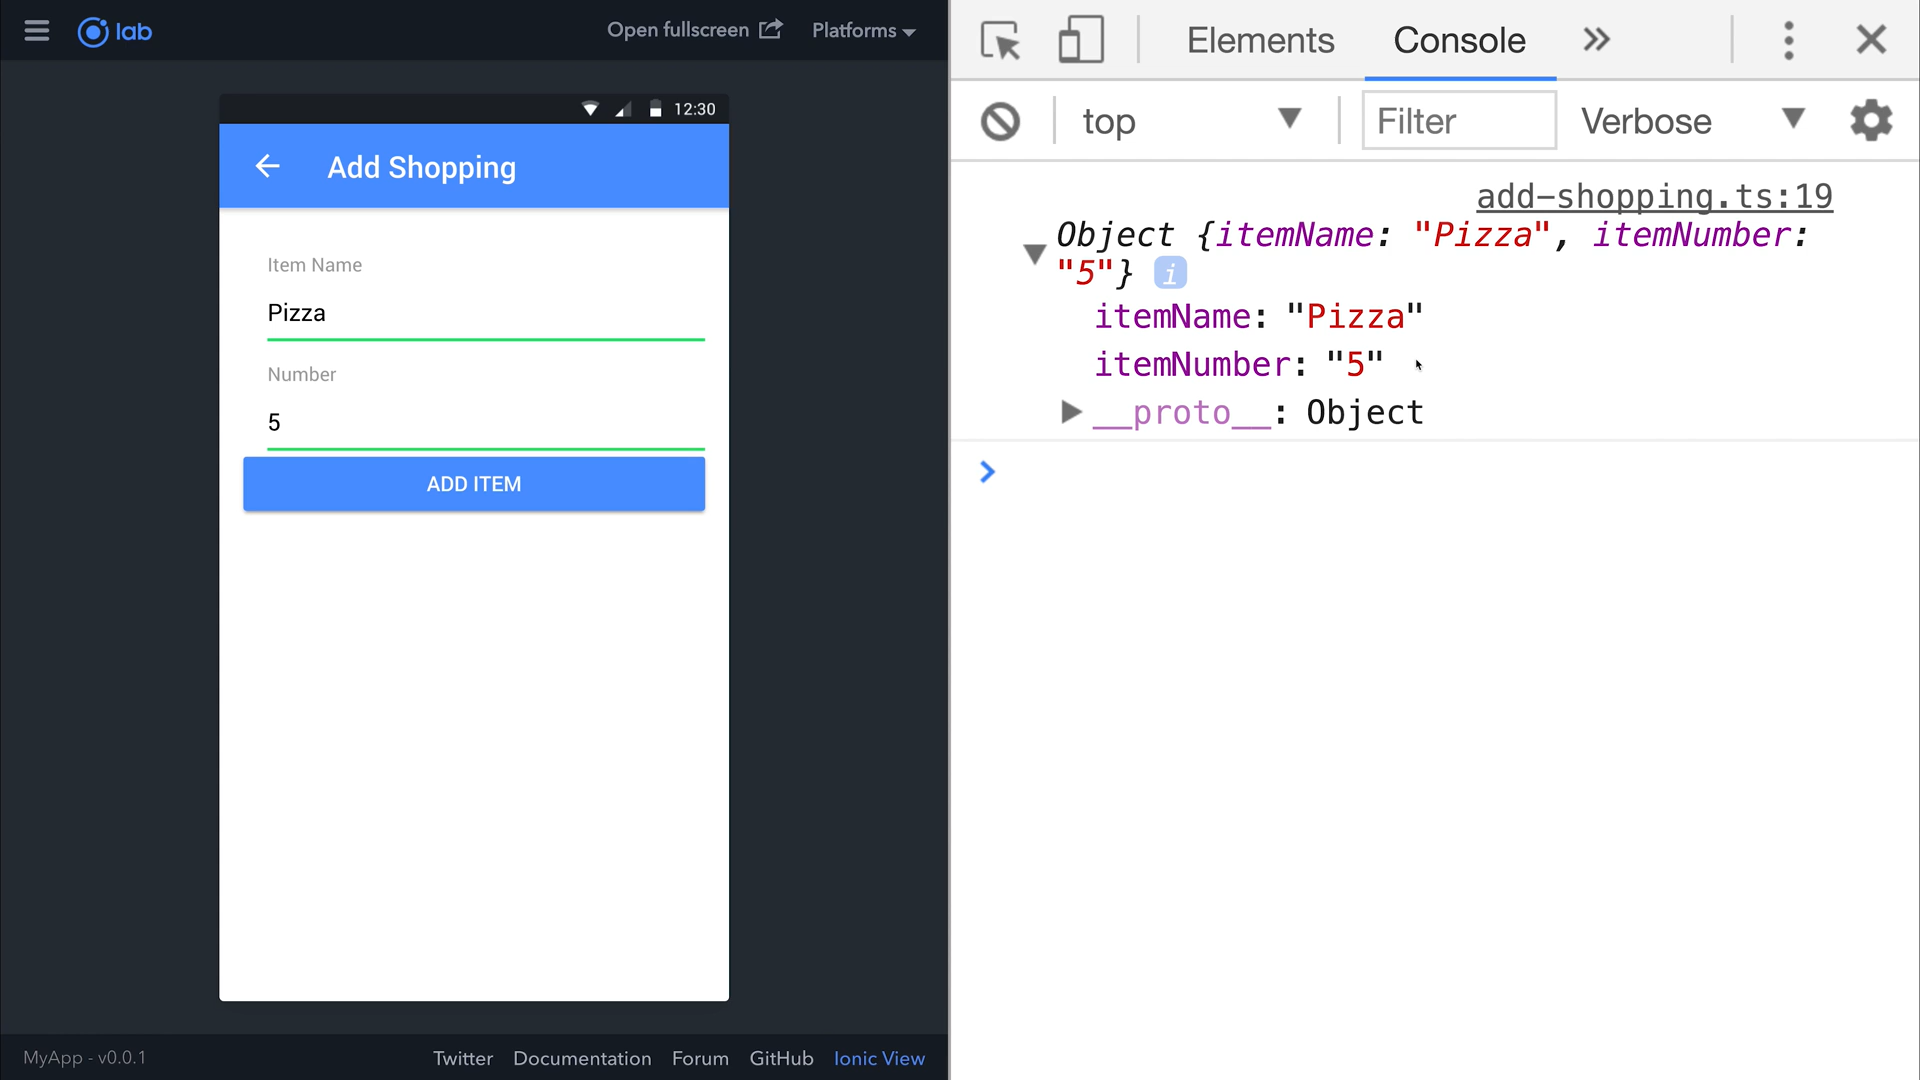 lab
Open fullscreen
Platforms
12:30
Add Shopping
Item Name
Pizza
Number
5
ADD ITEM
MyApp - v0.0.1
Twitter Documentation Forum GitHub Ionic View
Elements Console »
top Filter Verbose
add-shopping.ts:19
Object {itemName: "Pizza", itemNumber:
"5"} i
itemName: "Pizza"
itemNumber: "5"
__proto__: Object